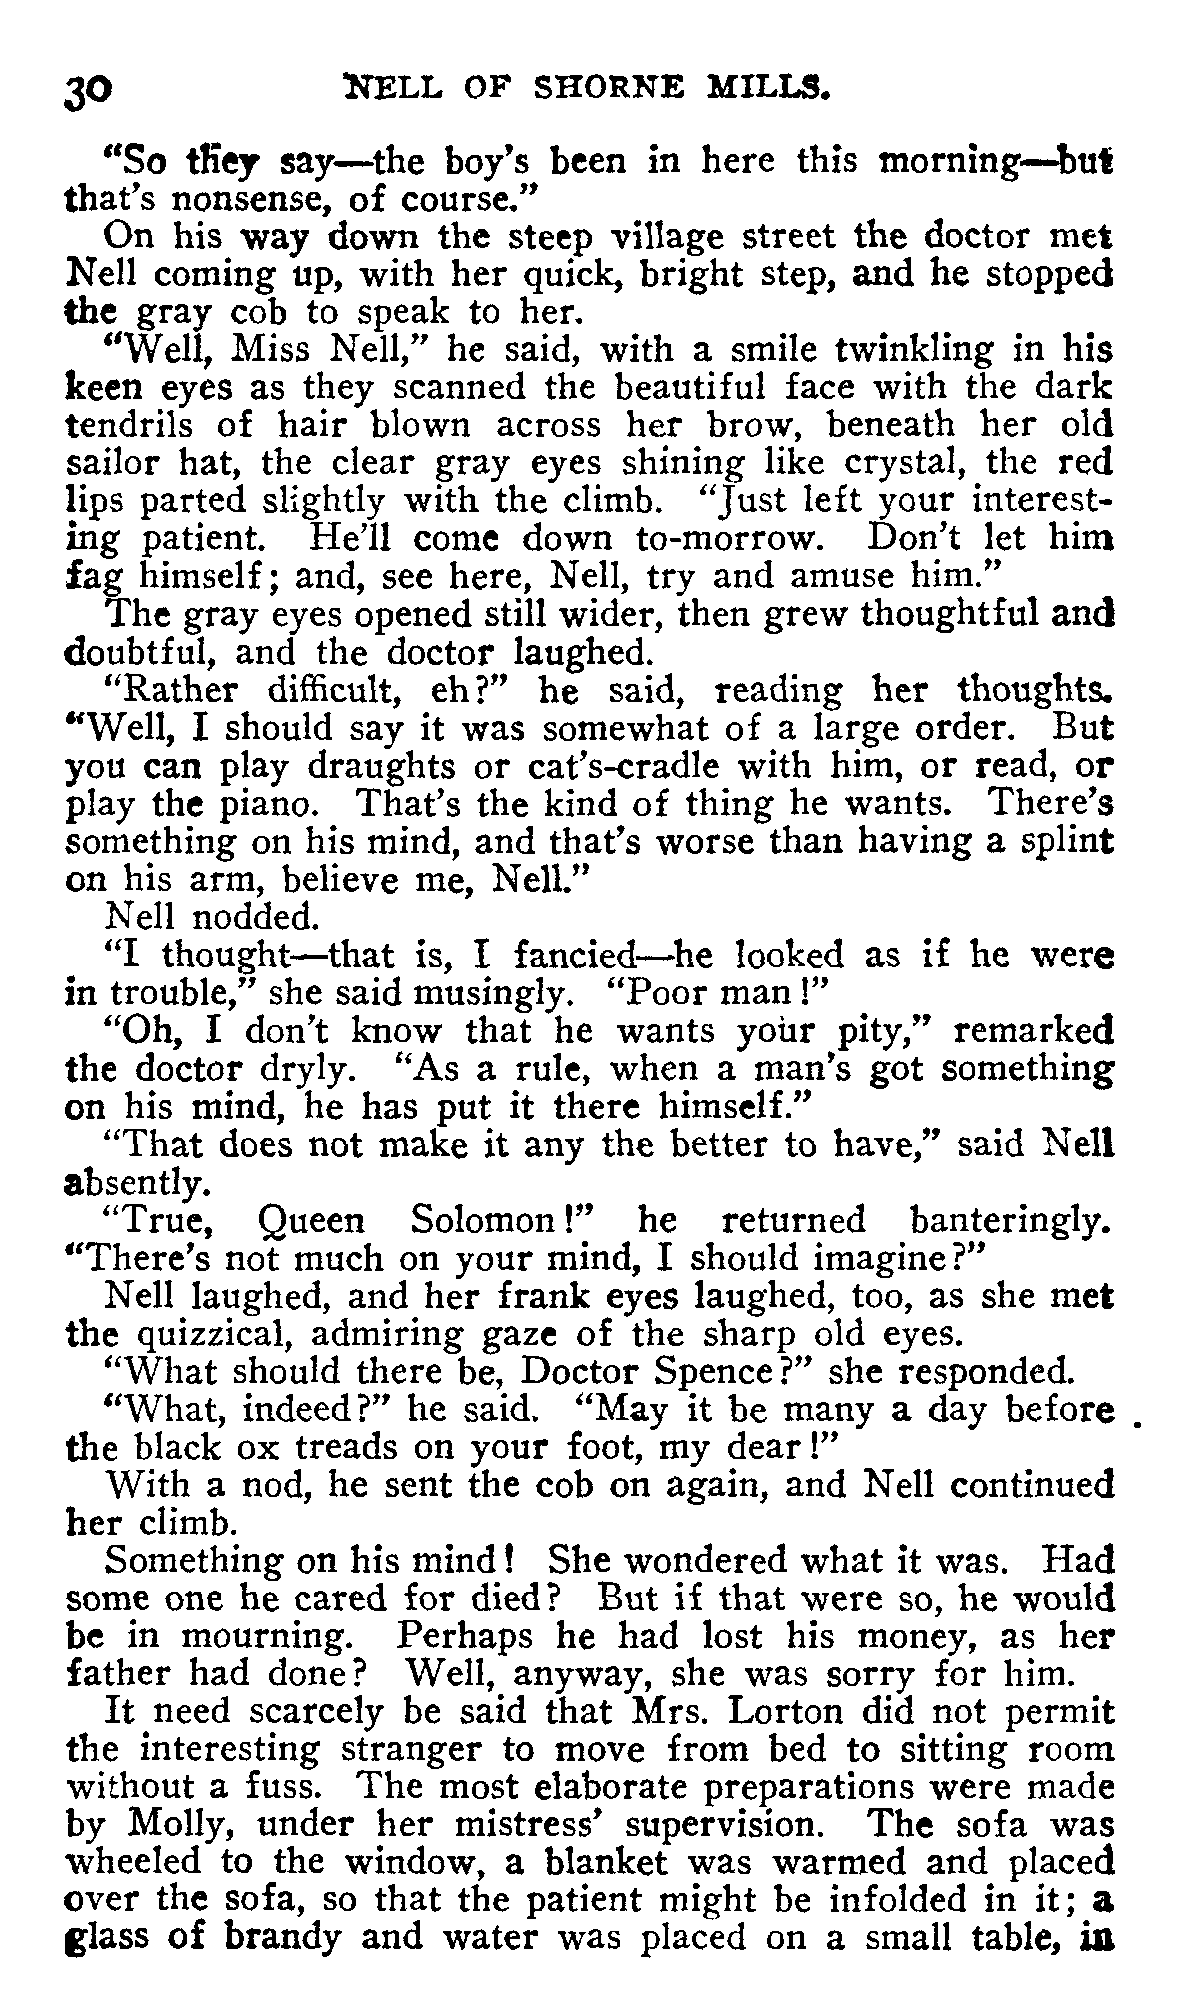 30 NELL OF SHORNE MILLS.
“So they say—the boy’s been in here this morning—but
that’s nonsense, of course.”
On his way down the steep village street the doctor met
Nell coming up, with her quick, bright step, and he stopped
the gray cob to speak to her.
“Well, Miss Nell,” he said, with a smile twinkling in his
keen eyes as they scanned the beautiful face with the dark
tendrils of hair blown across her brow, beneath her old
sailor hat, the clear gray eyes shining like crystal, the red
lips parted slightly with the climb. “Just left your interest-
ing patient. He’ll come down to-morrow. Don’t let him
fag himself; and, see here, Nell, try and amuse him.”
The gray eyes opened still wider, then grew thoughtful and
doubtful, and the doctor laughed.
“Rather difficult, eh?” he said, reading her thoughts.
“Well, I should say it was somewhat of a large order. But
you can play draughts or cat’s-cradle with him, or read, or
play the piano. That’s the kind of thing he wants. There’s
something on his mind, and that’s worse than having a splint
on his arm, believe me, Nell.”
Nell nodded.
“I thought—that is, I fancied—he looked as if he were
in trouble,” she said musingly. “Poor man!”
“Oh, I don’t know that he wants your pity,” remarked
the doctor dryly. “As a rule, when a man’s got something
on his mind, he has put it there himself.”
“That does not make it any the better to have,” said Nell
absently.
“True, Queen Solomon!” he returned banteringly.
“There’s not much on your mind, I should imagine?”
Nell laughed, and her frank eyes laughed, too, as she met
the quizzical, admiring gaze of the sharp old eyes.
“What should there be, Doctor Spence?” she responded.
“What, indeed?” he said. “May it be many a day before
the black ox treads on your foot, my dear!”
With a nod, he sent the cob on again, and Nell continued
her climb.
Something on his mind! She wondered what it was. Had
some one he cared for died? But if that were so, he would
be in mourning. Perhaps he had lost his money, as her
father had done? Well, anyway, she was sorry for him.
It need scarcely be said that Mrs. Lorton did not permit
the interesting stranger to move from bed to sitting room
without a fuss. The most elaborate preparations were made
by Molly, under her mistress’ supervision. The sofa was
wheeled to the window, a blanket was warmed and placed
over the sofa, so that the patient might be infolded in it; a
glass of brandy and water was placed on a small table, in